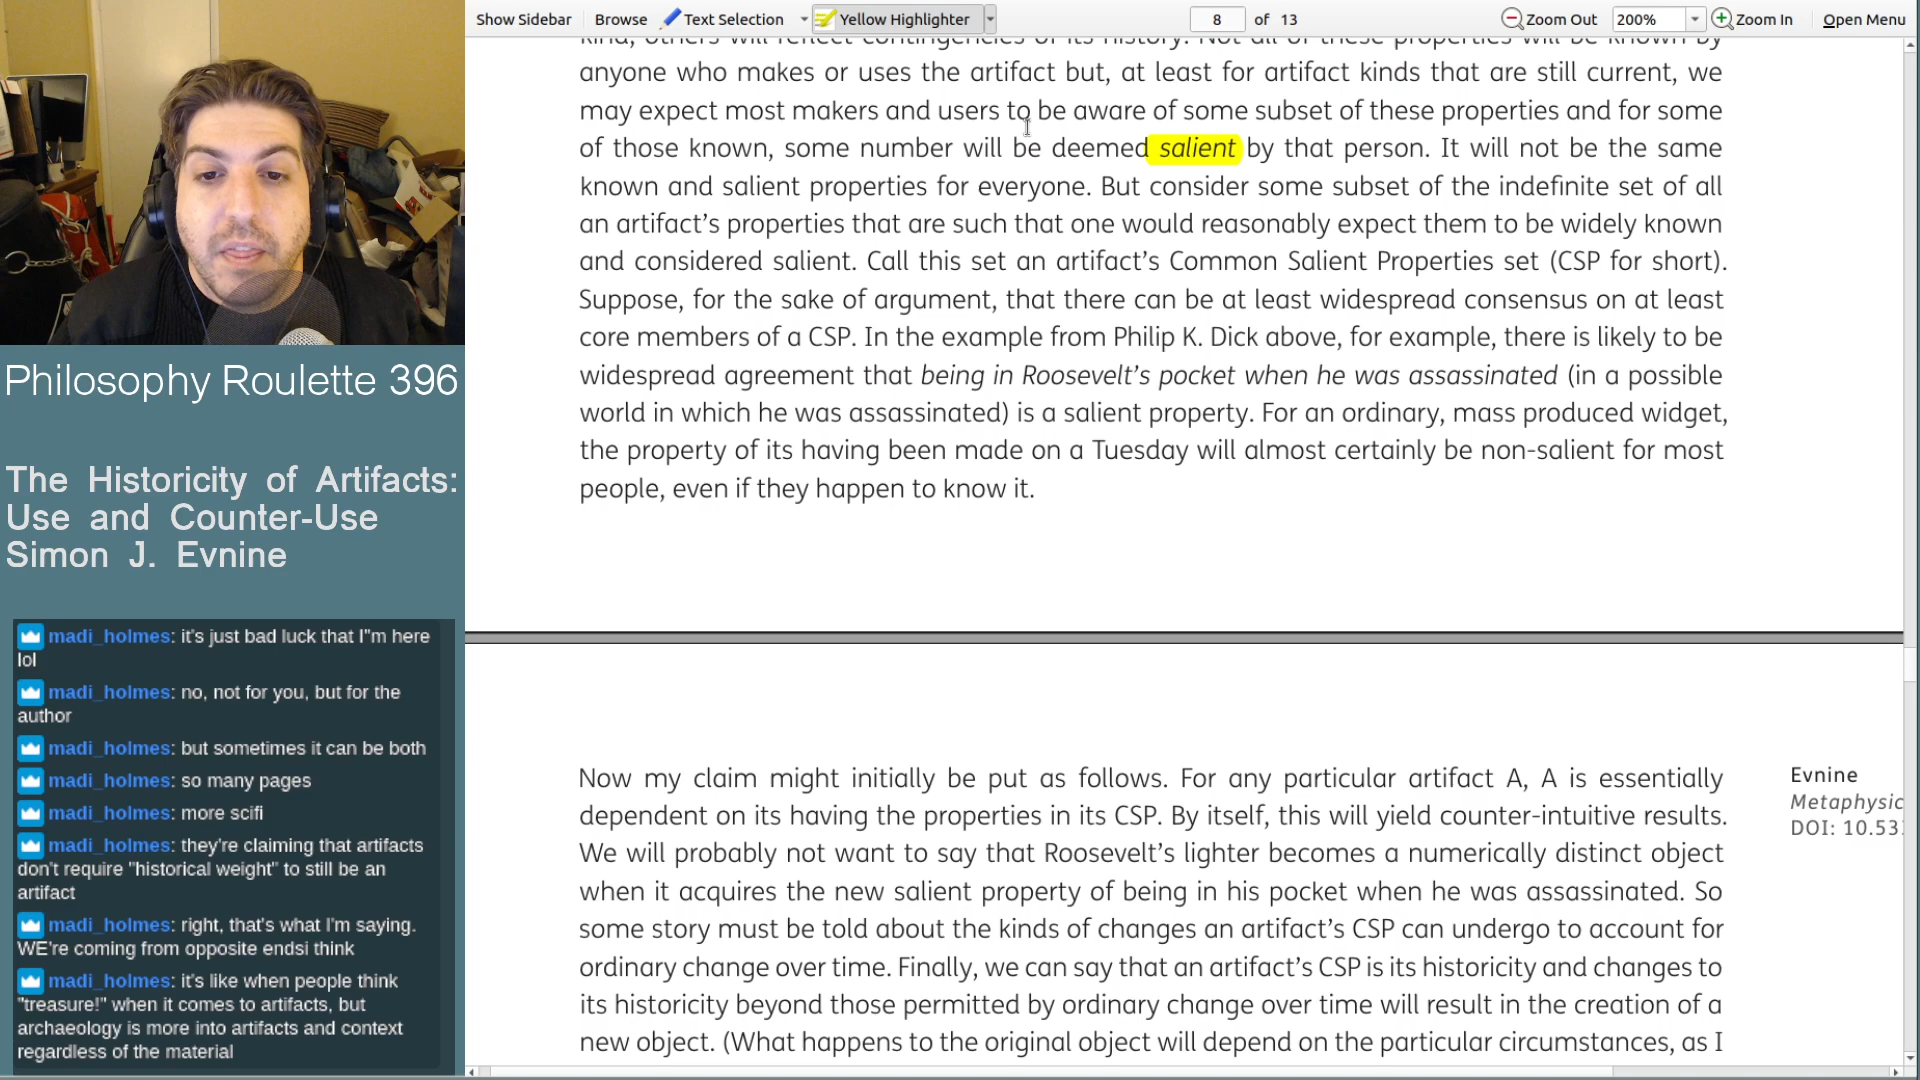 Show Sidebar Browse Text Selection Yellow Highlighter 8 of 13 Zoom Out 200% Zoom In Open Menu
kind, others will reflect contingencies of its history. Not all of these properties will be known by
anyone who makes or uses the artifact but, at least for artifact kinds that are still current, we
may expect most makers and users to be aware of some subset of these properties and for some
of those known, some number will be deemed salient by that person. It will not be the same
known and salient properties for everyone. But consider some subset of the indefinite set of all
an artifact’s properties that are such that one would reasonably expect them to be widely known
and considered salient. Call this set an artifact’s Common Salient Properties set (CSP for short).
Suppose, for the sake of argument, that there can be at least widespread consensus on at least
core members of a CSP. In the example from Philip K. Dick above, for example, there is likely to be
widespread agreement that being in Roosevelt’s pocket when he was assassinated (in a possible
world in which he was assassinated) is a salient property. For an ordinary, mass produced widget,
the property of its having been made on a Tuesday will almost certainly be non-salient for most
people, even if they happen to know it.
Now my claim might initially be put as follows. For any particular artifact A, A is essentially
dependent on its having the properties in its CSP. By itself, this will yield counter-intuitive results.
We will probably not want to say that Roosevelt’s lighter becomes a numerically distinct object
when it acquires the new salient property of being in his pocket when he was assassinated. So
some story must be told about the kinds of changes an artifact’s CSP can undergo to account for
ordinary change over time. Finally, we can say that an artifact’s CSP is its historicity and changes to
its historicity beyond those permitted by ordinary change over time will result in the creation of a
new object. (What happens to the original object will depend on the particular circumstances, as I
Evnine
Metaphysic
DOI: 10.53
Philosophy Roulette 396
The Historicity of Artifacts:
Use and Counter-Use
Simon J. Evnine
madi_holmes: it's just bad luck that I"m here
lol
madi_holmes: no, not for you, but for the
author
madi_holmes: but sometimes it can be both
madi_holmes: so many pages
madi_holmes: more scifi
madi_holmes: they're claiming that artifacts
don't require "historical weight" to still be an
artifact
madi_holmes: right, that's what I'm saying.
WE're coming from opposite endsi think
madi_holmes: it's like when people think
"treasure!" when it comes to artifacts, but
archaeology is more into artifacts and context
regardless of the material